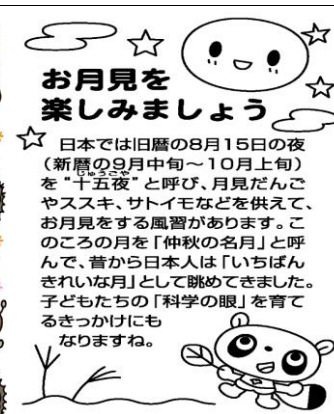 お月見を
楽しみましょう
日本では旧暦の8月15日の夜
（新暦の9月中旬～10月上旬）
を“十五夜”と呼び、月見だんご
やススキ、サトイモなどを供えて、
お月見をする風習があります。こ
のころの月を「仲秋の名月」と呼
んで、昔から日本人は「いちばん
きれいな月」として眺めてきました。
子どもたちの「科学の眼」を育て
るきっかけにも
なりますね。